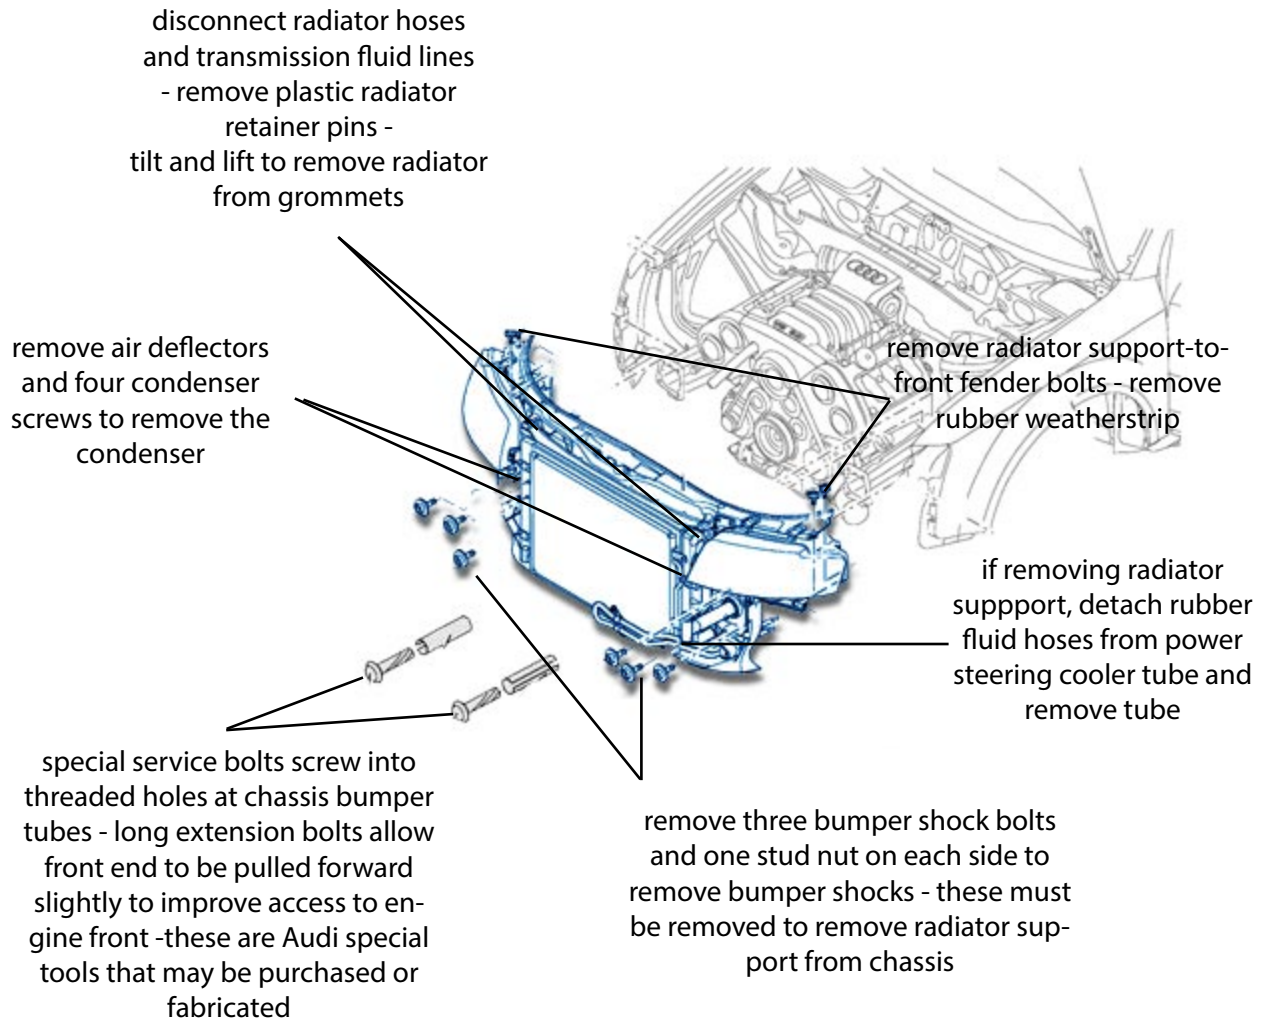 disconnect radiator hoses
and transmission fluid lines
- remove plastic radiator
retainer pins -
tilt and lift to remove radiator
from grommets
remove air deflectors
and four condenser
screws to remove the
condenser
remove radiator support-to-
front fender bolts - remove
rubber weatherstrip
if removing radiator
suppport, detach rubber
fluid hoses from power
steering cooler tube and
remove tube
special service bolts screw into
threaded holes at chassis bumper
tubes - long extension bolts allow
front end to be pulled forward
slightly to improve access to en-
gine front -these are Audi special
tools that may be purchased or
fabricated
remove three bumper shock bolts
and one stud nut on each side to
remove bumper shocks - these must
be removed to remove radiator sup-
port from chassis